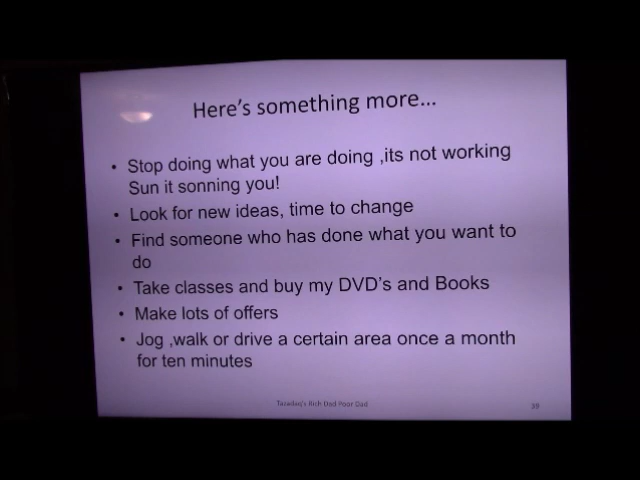 Here's something more...
• Stop doing what you are doing ,its not working
Sun it sonning you!
• Look for new ideas, time to change
• Find someone who has done what you want to
do
• Take classes and buy my DVD's and Books
• Make lots of offers
• Jog ,walk or drive a certain area once a month
for ten minutes
Rich Dad Poor Dad
39